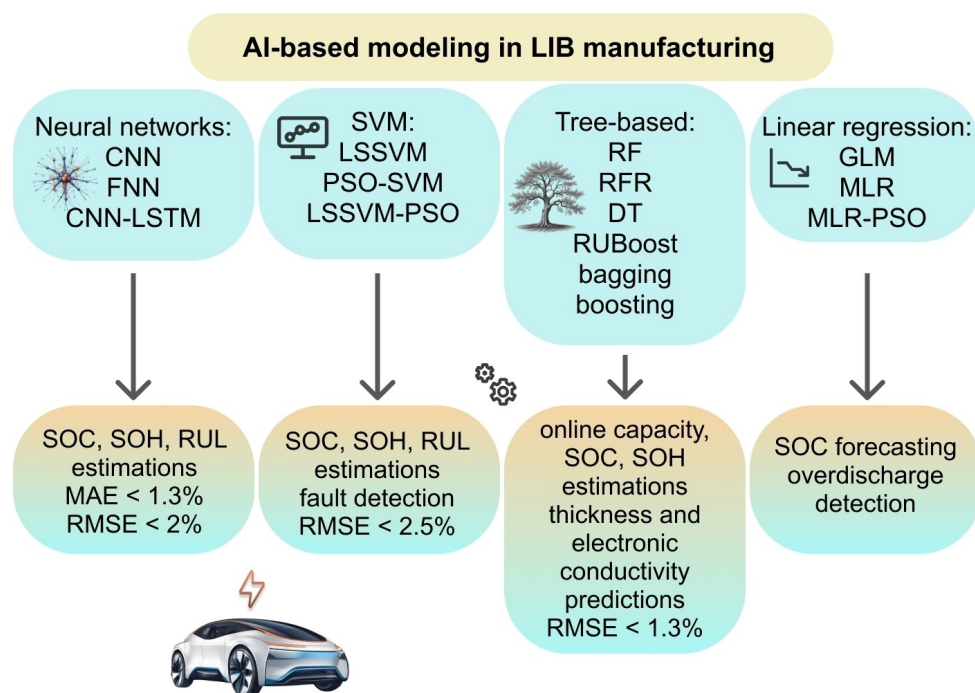 AI-based modeling in LIB manufacturing
Neural networks:
CNN
FNN
CNN-LSTM
SVM:
LSSVM
PSO-SVM
LSSVM-PSO
Tree-based:
RF
RFR
DT
RUBoost
bagging
boosting
Linear regression:
GLM
MLR
MLR-PSO
SOC, SOH, RUL
estimations
MAE < 1.3%
RMSE < 2%
SOC, SOH, RUL
estimations
fault detection
RMSE < 2.5%
online capacity,
SOC, SOH
estimations
thickness and
electronic
conductivity
predictions
RMSE < 1.3%
SOC forecasting
overdischarge
detection